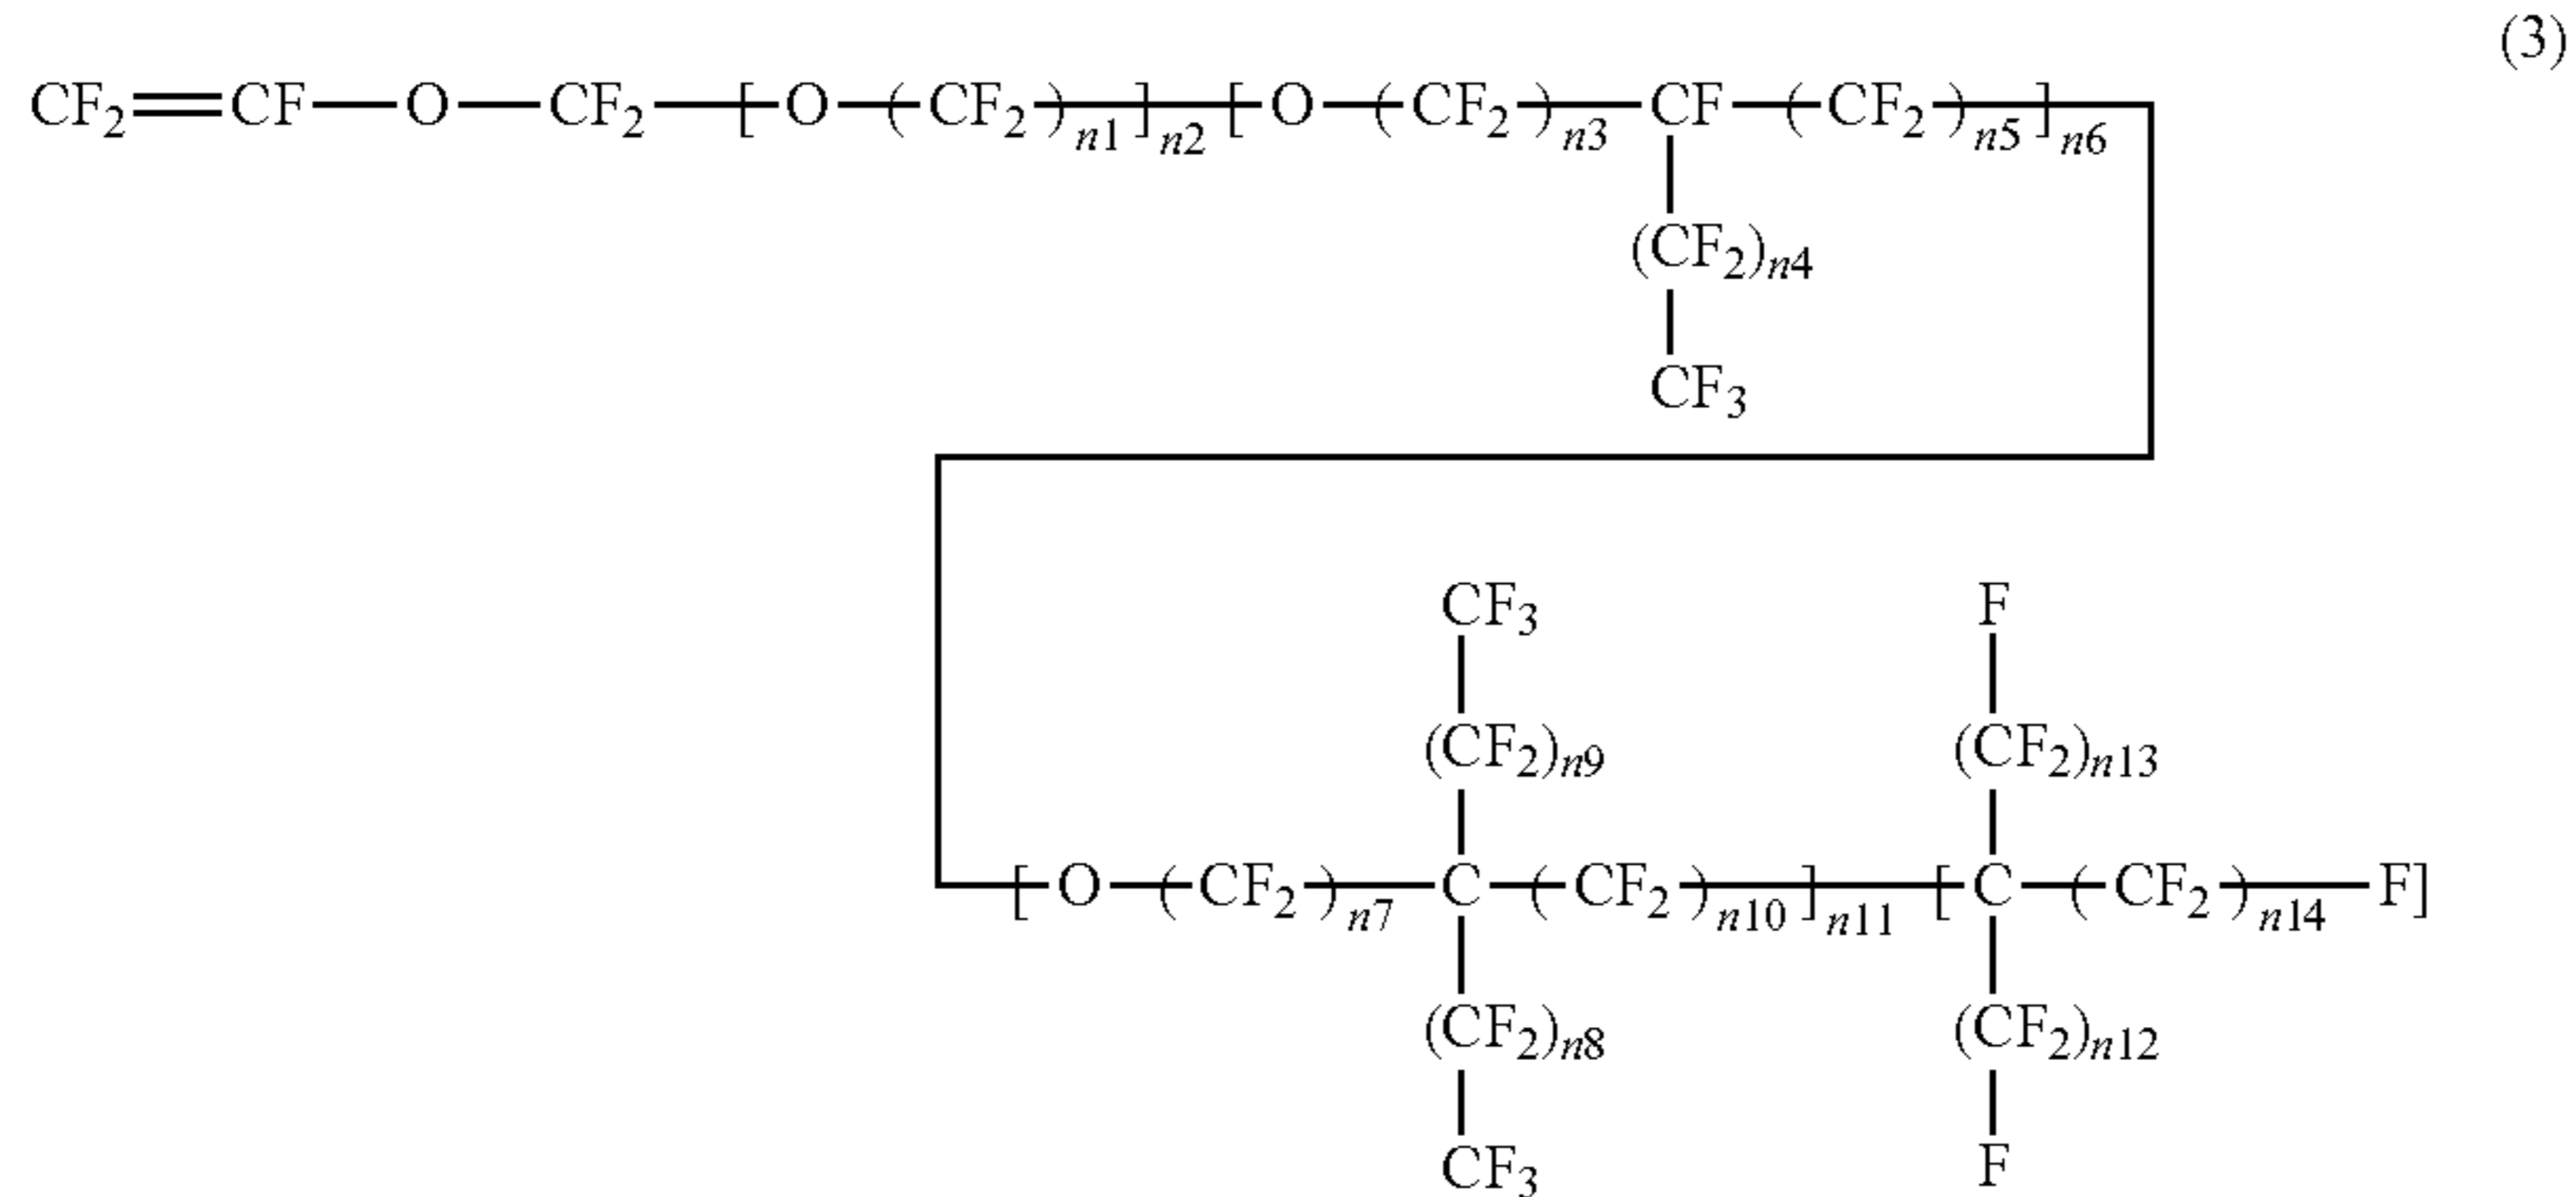 (3)
CF2=CF—O—CF2—[O—(CF2)n1]n2[O—(CF2)n3—CF—(CF2)n5]n6
(CF2)n4
CF3
CF3 F
(CF2)n9 (CF2)n13
[O—(CF2)n7—C—(CF2)n10]n11—[C—(CF2)n14—F]
(CF2)n8 (CF2)n12
CF3 F